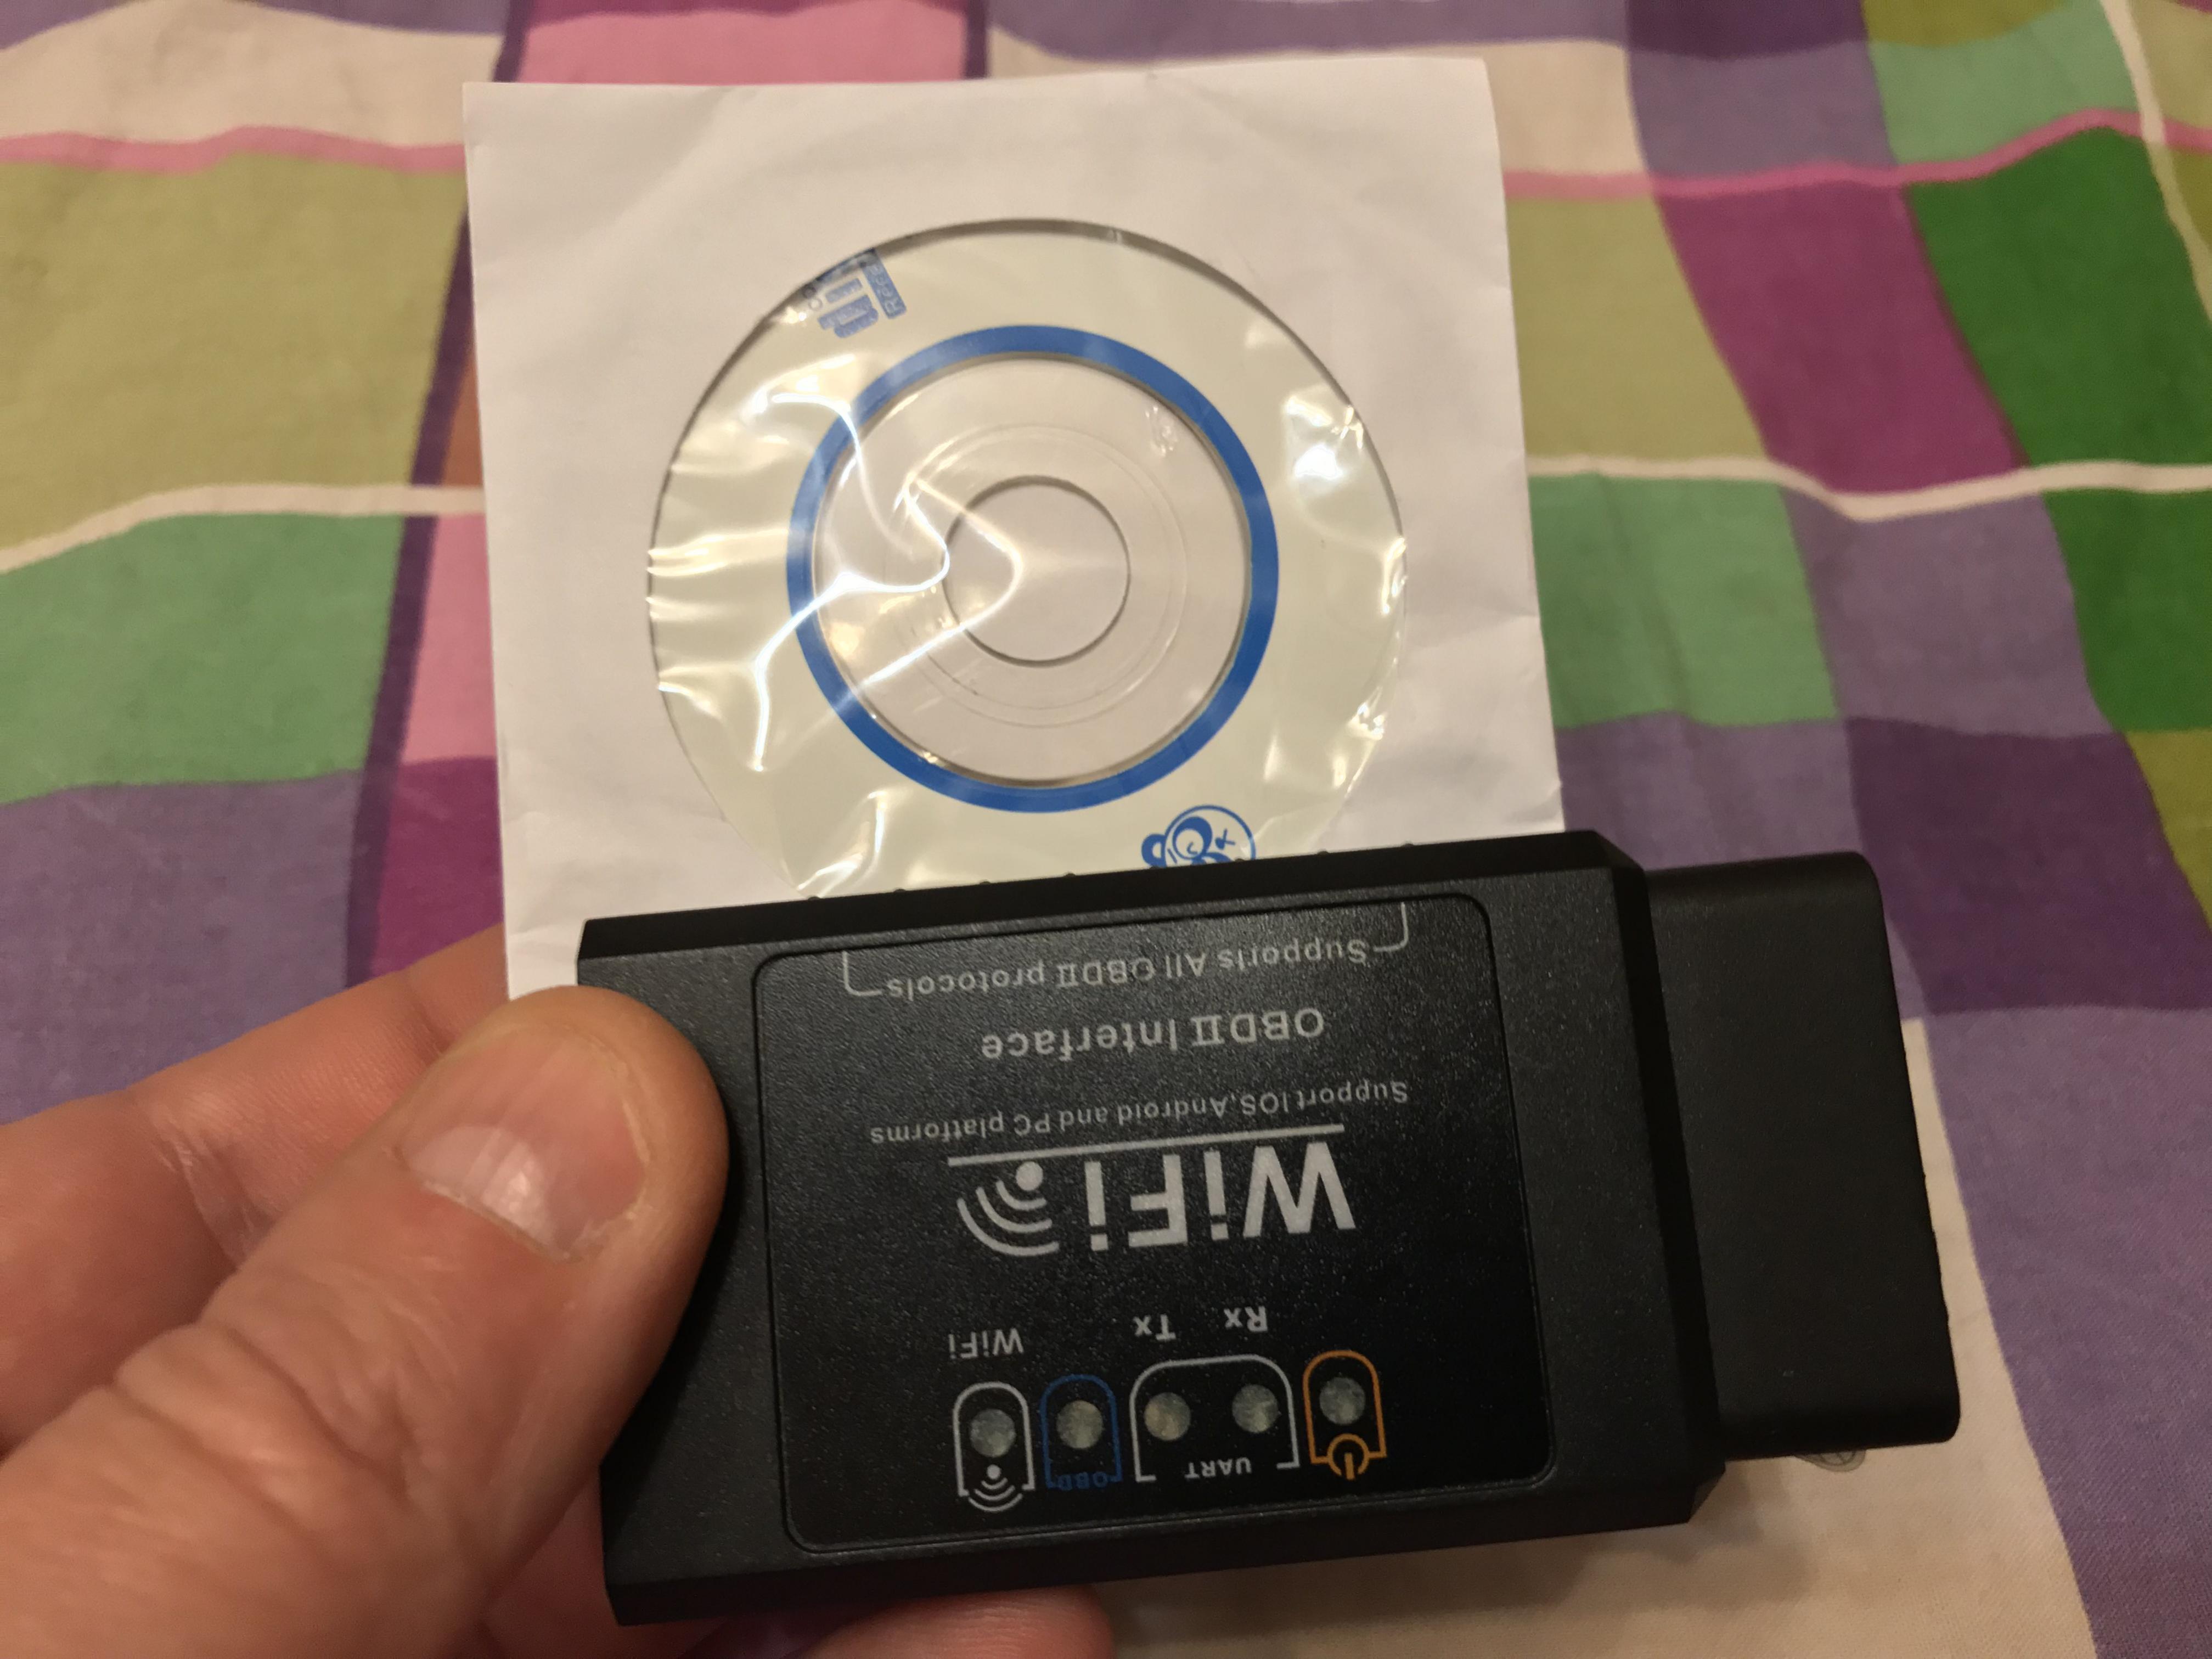 UART
OBD
Rx Tx WiFi
WiFi
Support IOS, Android and PC platforms
OBDII Interface
Supports All OBDII protocols